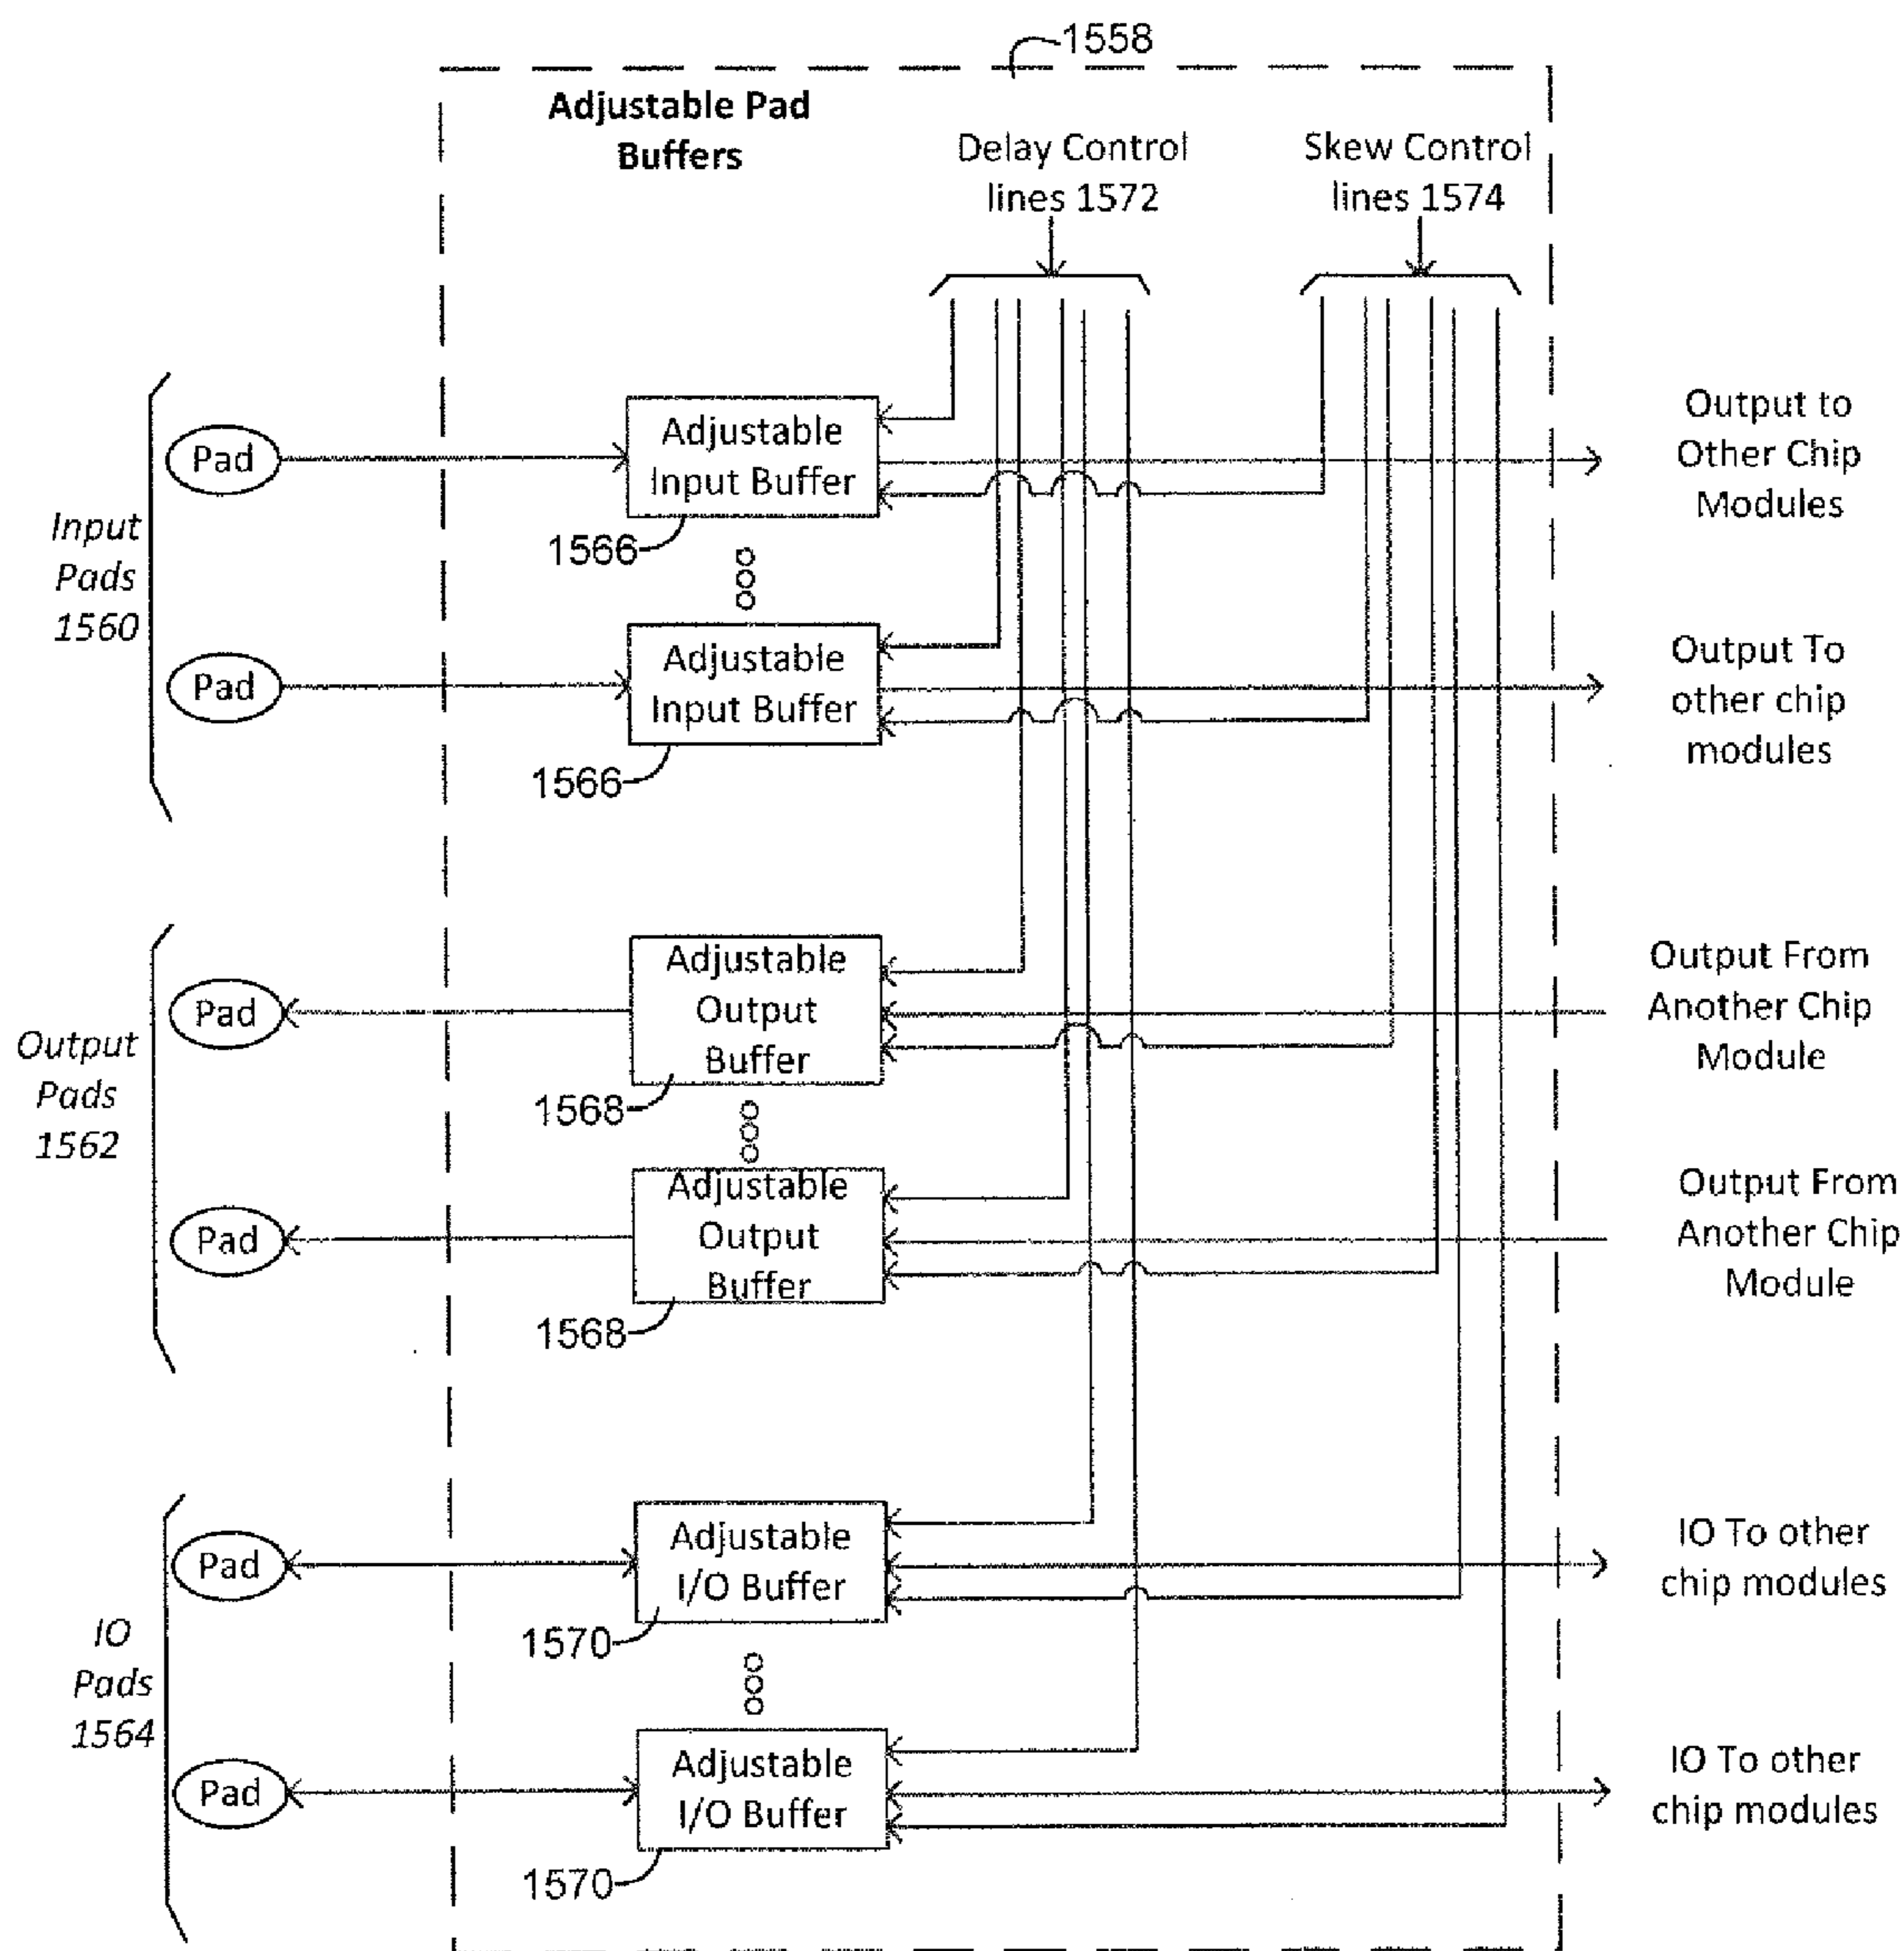 1558
Adjustable Pad
Buffers
Delay Control
lines 1572
Skew Control
lines 1574
Input
Pads
1560
Pad
Adjustable
Input Buffer
1566
Output to
Other Chip
Modules
Pad
Adjustable
Input Buffer
1566
Output To
other chip
modules
Output
Pads
1562
Pad
Adjustable
Output
Buffer
1568
Output From
Another Chip
Module
Pad
Adjustable
Output
Buffer
1568
Output From
Another Chip
Module
IO
Pads
1564
Pad
Adjustable
I/O Buffer
1570
IO To other
chip modules
Pad
Adjustable
I/O Buffer
1570
IO To other
chip modules